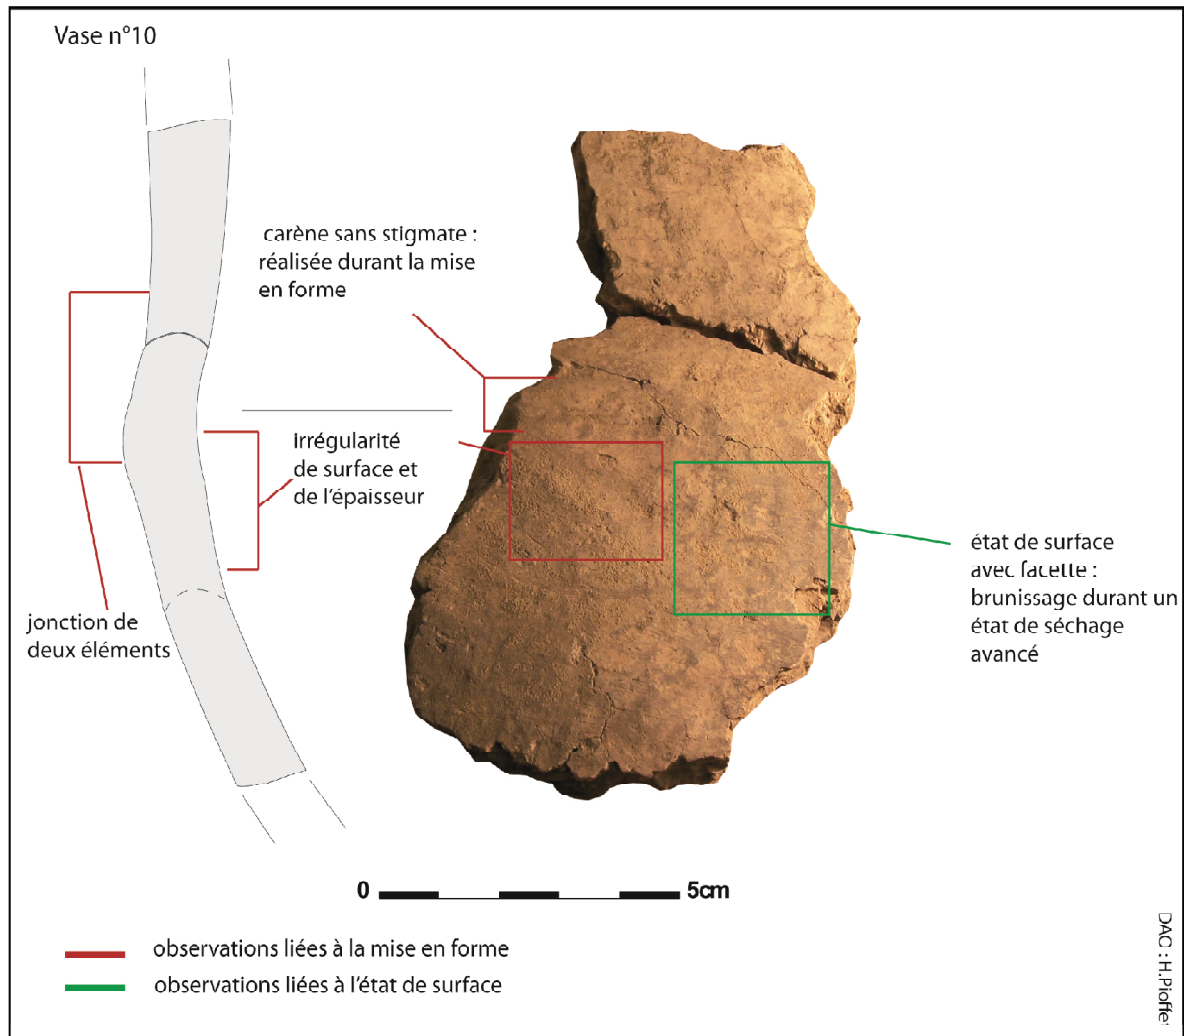 Vase n°10
carène sans stigmate :
réalisée durant la mise
en forme
irrégularité
de surface et
de l'épaisseur
jonction de
deux éléments
état de surface
avec facette :
brunissage durant un
état de séchage
avancé
0 5cm
observations liées à la mise en forme
observations liées à l'état de surface
DAO : H.Pioffet